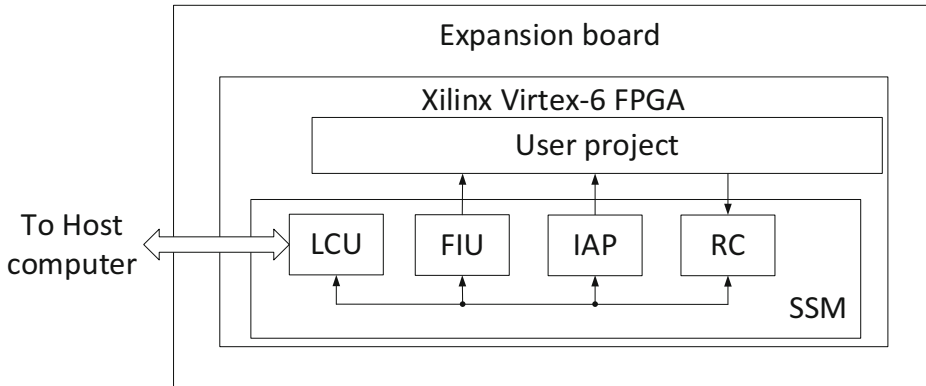 Expansion board
Xilinx Virtex-6 FPGA
User project
To Host
computer
LCU
FIU
IAP
RC
SSM